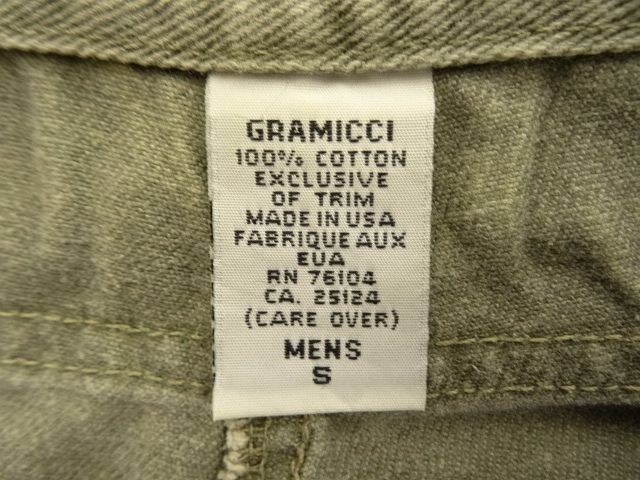 GRAMICCI
100% COTTON
EXCLUSIVE
OF TRIM
MADE IN USA
FABRIQUE AUX
EUA
RN 76104
CA. 25124
(CARE OVER)
MENS
S